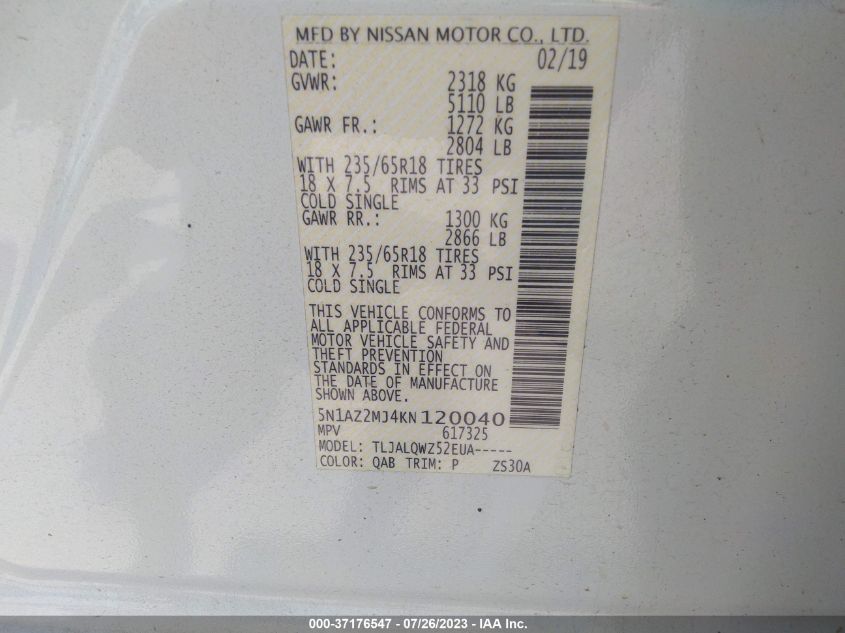 MFD BY NISSAN MOTOR CO., LTD.
DATE: 02/19
GVWR: 2318 KG
5110 LB
GAWR FR.: 1272 KG
2804 LB
WITH 235/65R18 TIRES
18 X 7.5 RIMS AT 33 PSI
COLD SINGLE
GAWR RR.: 1300 KG
2866 LB
WITH 235/65R18 TIRES
18 X 7.5 RIMS AT 33 PSI
COLD SINGLE
THIS VEHICLE CONFORMS TO
ALL APPLICABLE FEDERAL
MOTOR VEHICLE SAFETY AND
THEFT PREVENTION
STANDARDS IN EFFECT ON
THE DATE OF MANUFACTURE
SHOWN ABOVE.
5N1AZ2MJ4KN120040
MPV 617325
MODEL: TLJALQWZ52EUA-----
COLOR: QAB TRIM: P ZS30A
000-37176547 - 07/26/2023 - IAA Inc.